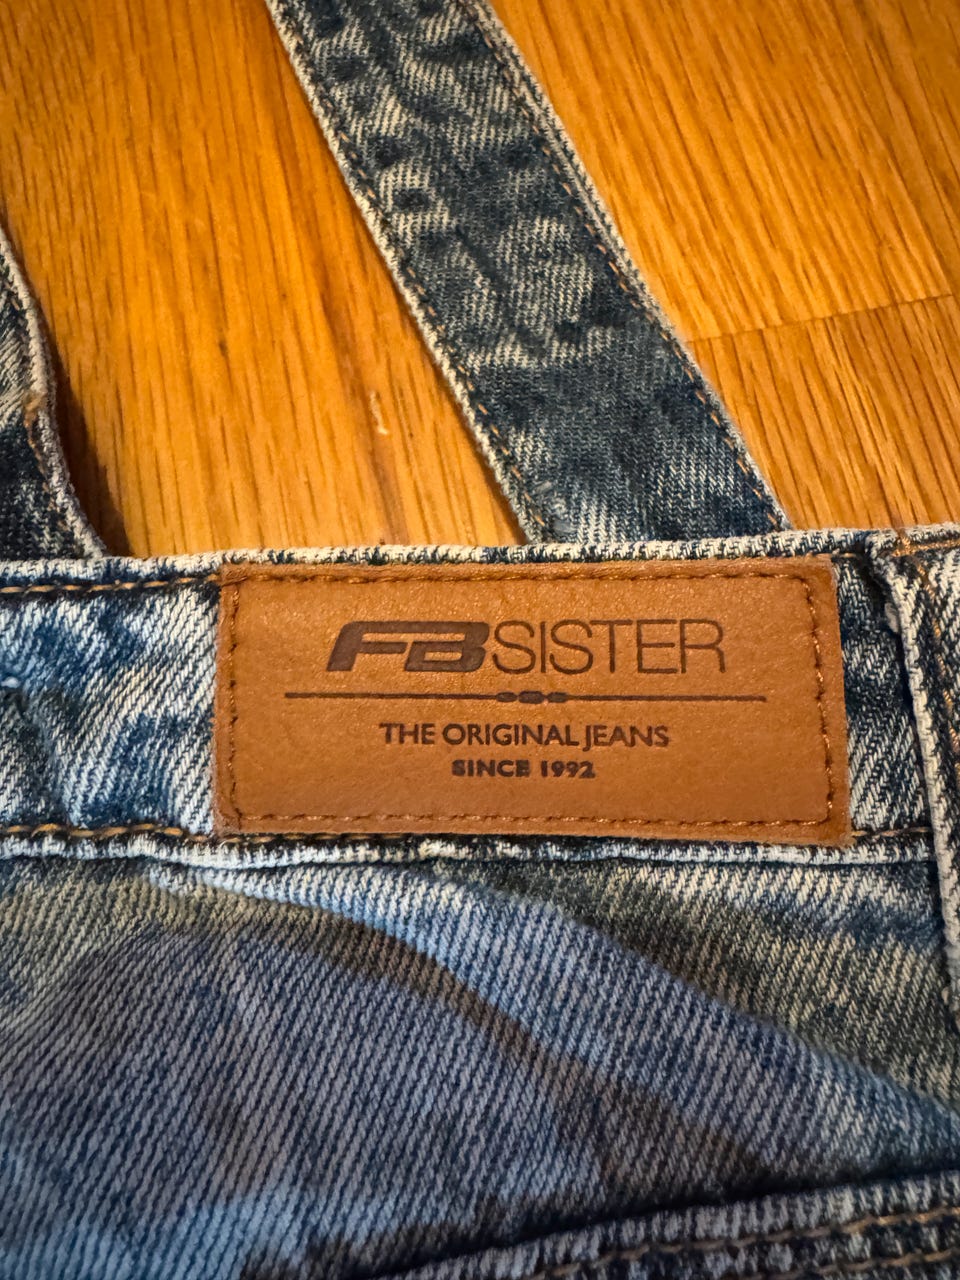 FBSISTER
THE ORIGINAL JEANS
SINCE 1992